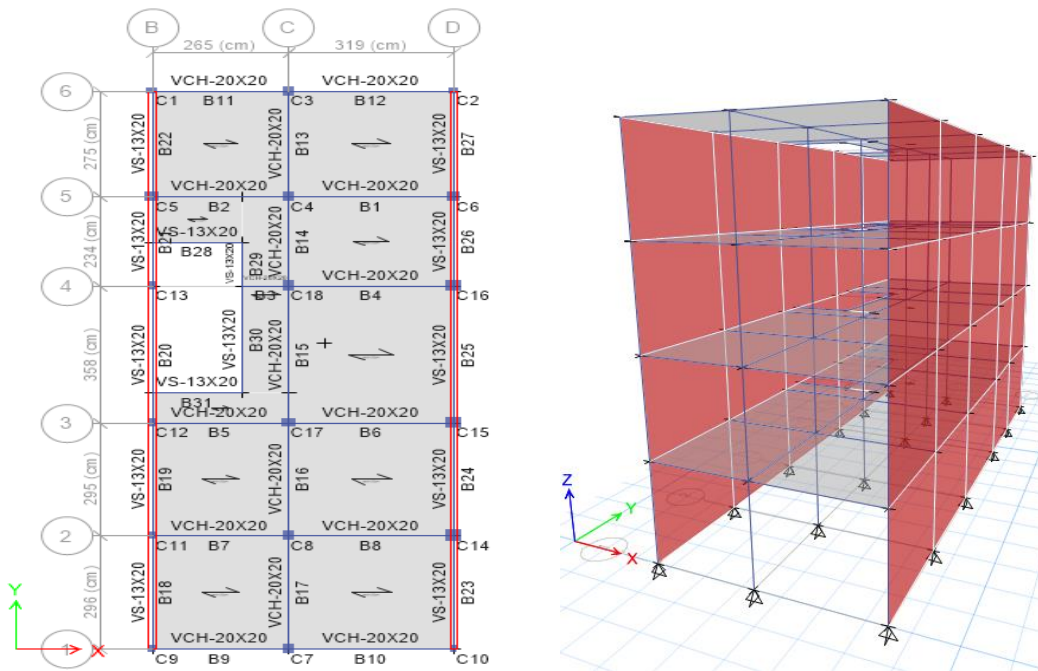 B C D
265 (cm) 319 (cm)
VCH-20X20 VCH-20X20
6
C1 B11 C3 B12 C2
275 (cm)
VS-13X20 B22 VCH-20X20 B13 VS-13X20 B27
VCH-20X20 VCH-20X20
5
C5 B2 C4 B1 C6
234 (cm)
VS-13X20 VS-13X20 VCH-20X20 B14 VS-13X20 B26
B28 VS-13X20 B29
VCH-20X20
4
C13 B3 C18 B4 C16
358 (cm)
VS-13X20 B20 VS-13X20 B30 VCH-20X20 B15 VS-13X20 B25
VS-13X20
B31
VCH-20X20 VCH-20X20
3
C12 B5 C17 B6 C15
295 (cm)
VS-13X20 B19 VCH-20X20 B16 VS-13X20 B24
VCH-20X20 VCH-20X20
2
C11 B7 C8 B8 C14
296 (cm)
VS-13X20 B18 VCH-20X20 B17 VS-13X20 B23
VCH-20X20 VCH-20X20
1
C9 B9 C7 B10 C10
Y
X
Z
Y
X